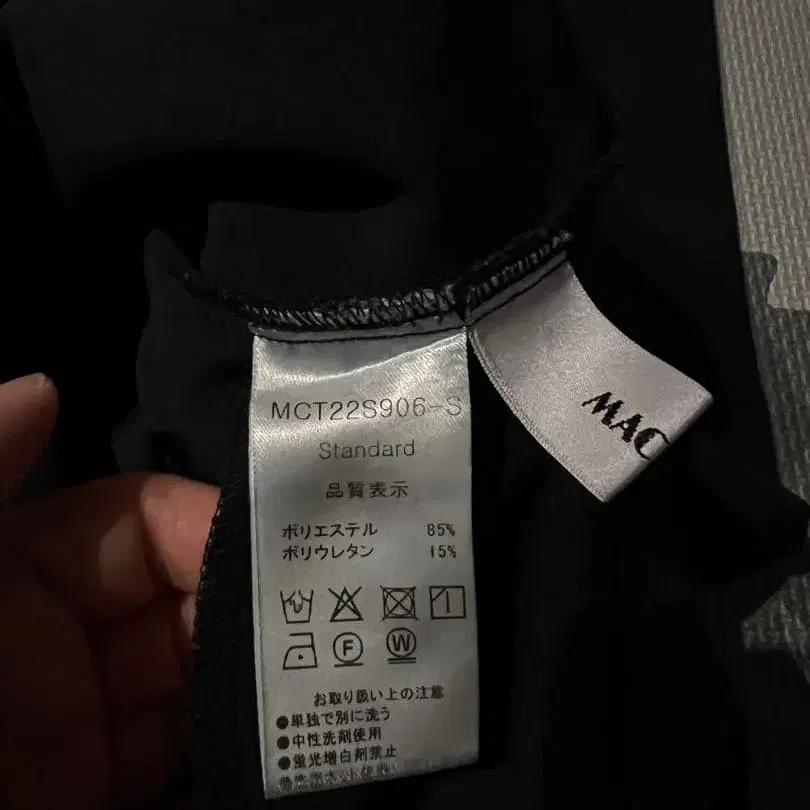 MCT22S906-S
Standard
品質表示
ポリエステル 85%
ポリウレタン 15%
F W
お取り扱い上の注意
●単独で別に洗う
●中性洗剤使用
●蛍光増白剤禁止
MAC